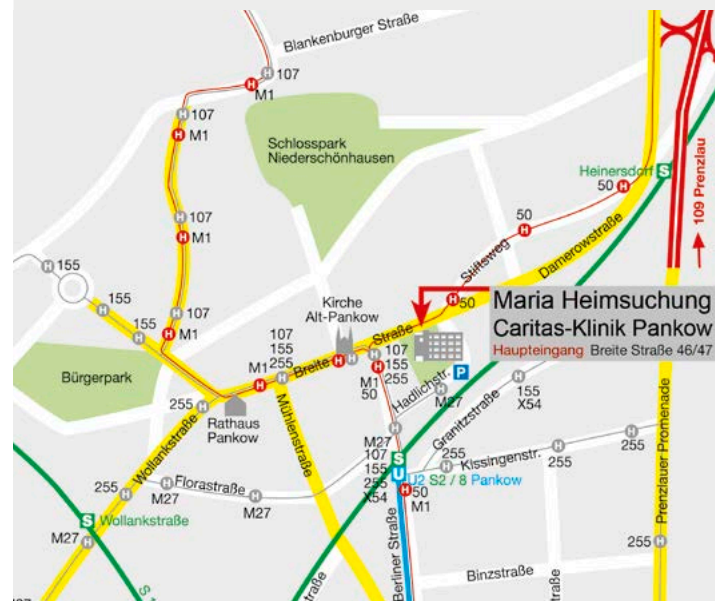 Blankenburger Straße
H 107
H
M1
H 107
H
M1
Schlosspark
Niederschönhausen
Heinersdorf S
50 H
109 Prenzlau
H 107
H
M1
50
H
Stiftsweg
Damerowstraße
H 155
155
H
155
H
H 107
H
M1
Kirche
Alt-Pankow
H
50
Maria Heimsuchung
Caritas-Klinik Pankow
Haupteingang Breite Straße 46/47
Bürgerpark
107
155
255
M1
H
H
Breite
Straße
H
H
H 107
155
M1 255
50
Hadlichstr.
P
H
M27
Granitzstraße
H
155
X54
255 H
Rathaus
Pankow
Mühlenstraße
Wollankstraße
H
M27
107
155
255
X54
S
U U2 S2 / 8 Pankow
H
255
Kissingenstr.
H
255
H
255
Prenzlauer Promenade
Florastraße
H
M27
H
M27
255 H
H 50
M1
S Wollankstraße
M27 H
Berliner Straße
255 H
Binzstraße
S 1
traße
traße
107